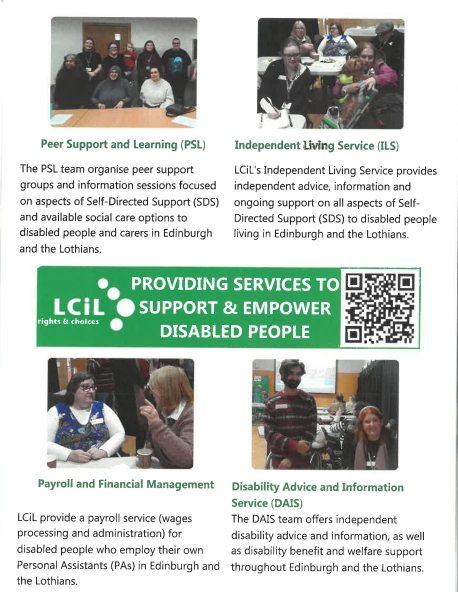 Peer Support and Learning (PSL)
The PSL team organise peer support
groups and information sessions focused
on aspects of Self-Directed Support (SDS)
and available social care options to
disabled people and carers in Edinburgh
and the Lothians.
Independent Living Service (ILS)
LCiL's Independent Living Service provides
independent advice, information and
ongoing support on all aspects of Self-
Directed Support (SDS) to disabled people
living in Edinburgh and the Lothians.
LCiL
rights & choices
PROVIDING SERVICES TO
SUPPORT & EMPOWER
DISABLED PEOPLE
Payroll and Financial Management
LCiL provide a payroll service (wages
processing and administration) for
disabled people who employ their own
Personal Assistants (PAs) in Edinburgh and
the Lothians.
Disability Advice and Information
Service (DAIS)
The DAIS team offers independent
disability advice and information, as well
as disability benefit and welfare support
throughout Edinburgh and the Lothians.